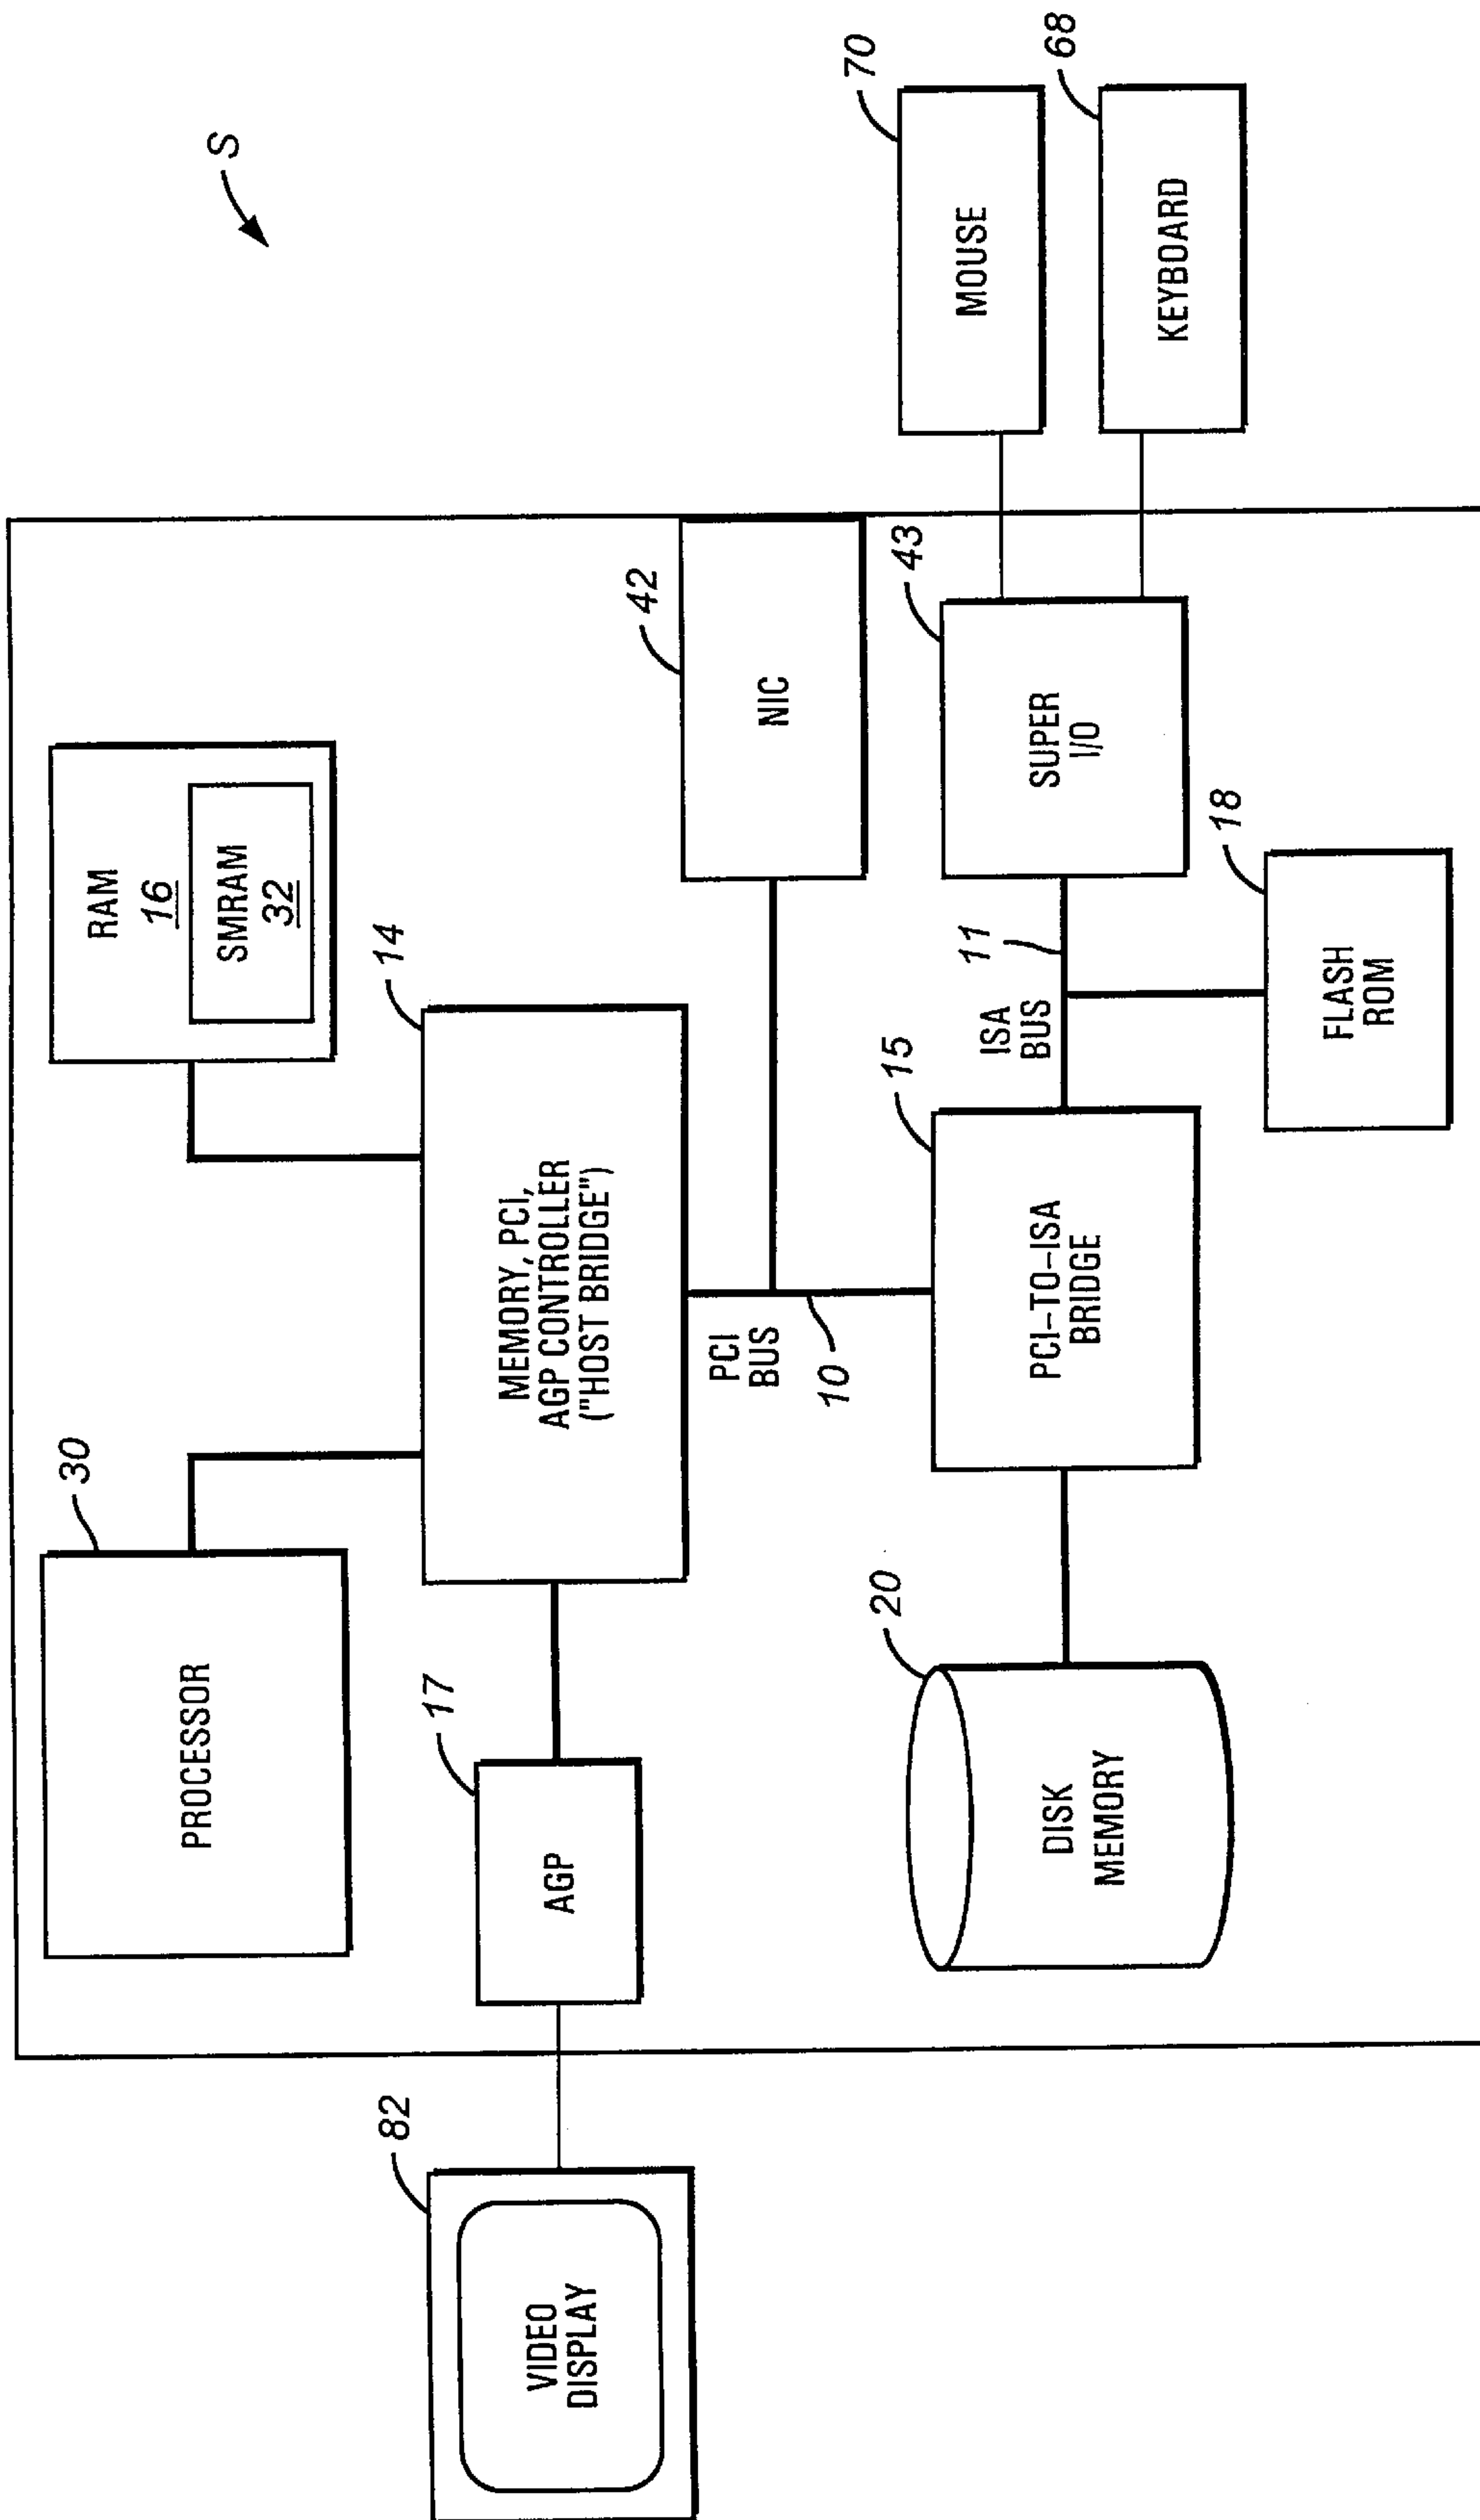 S
PROCESSOR
30
RAM
16
SMRAM
32
14
MEMORY, PCI,
AGP CONTROLLER
("HOST BRIDGE")
82
VIDEO
DISPLAY
17
AGP
42
NIC
PCI
BUS
10
20
DISK
MEMORY
15
PCI-TO-ISA
BRIDGE
ISA
BUS
11
43
SUPER
I/O
70
MOUSE
68
KEYBOARD
18
FLASH
ROM